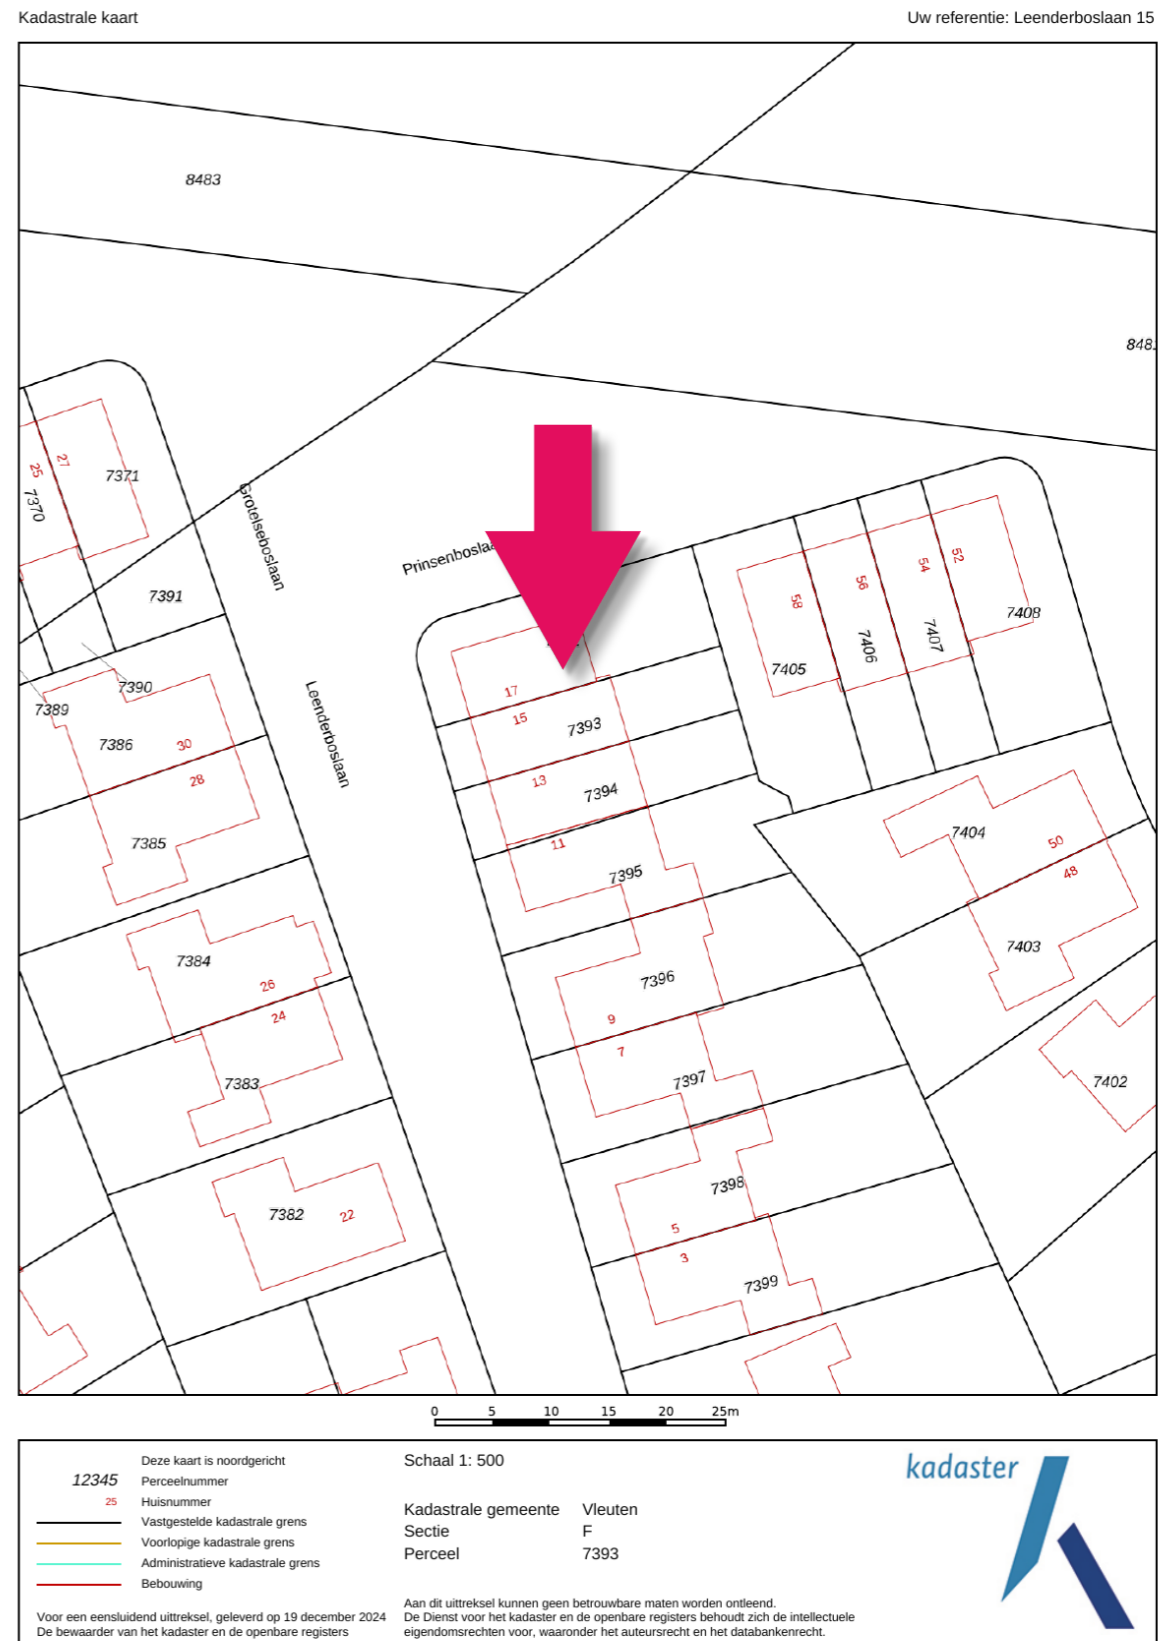 Kadastrale kaart
Uw referentie: Leenderboslaan 15
8483
27
25
7371
7370
Grotelseboslaan
Prinsenboslaa
7391
52
54
56
58
7408
7407
7406
7405
7390
7389
17
15
7393
Leenderboslaan
7386
30
28
13
7394
7385
11
7395
7404
50
48
7403
7384
26
24
7396
9
7
7383
7397
7402
7382
22
7398
5
3
7399
0 5 10 15 20 25m
Deze kaart is noordgericht
12345 Perceelnummer
25 Huisnummer
Vastgestelde kadastrale grens
Voorlopige kadastrale grens
Administratieve kadastrale grens
Bebouwing
Voor een eensluidend uittreksel, geleverd op 19 december 2024
De bewaarder van het kadaster en de openbare registers
Schaal 1: 500
Kadastrale gemeente Vleuten
Sectie F
Perceel 7393
Aan dit uittreksel kunnen geen betrouwbare maten worden ontleend.
De Dienst voor het kadaster en de openbare registers behoudt zich de intellectuele
eigendomsrechten voor, waaronder het auteursrecht en het databankenrecht.
kadaster